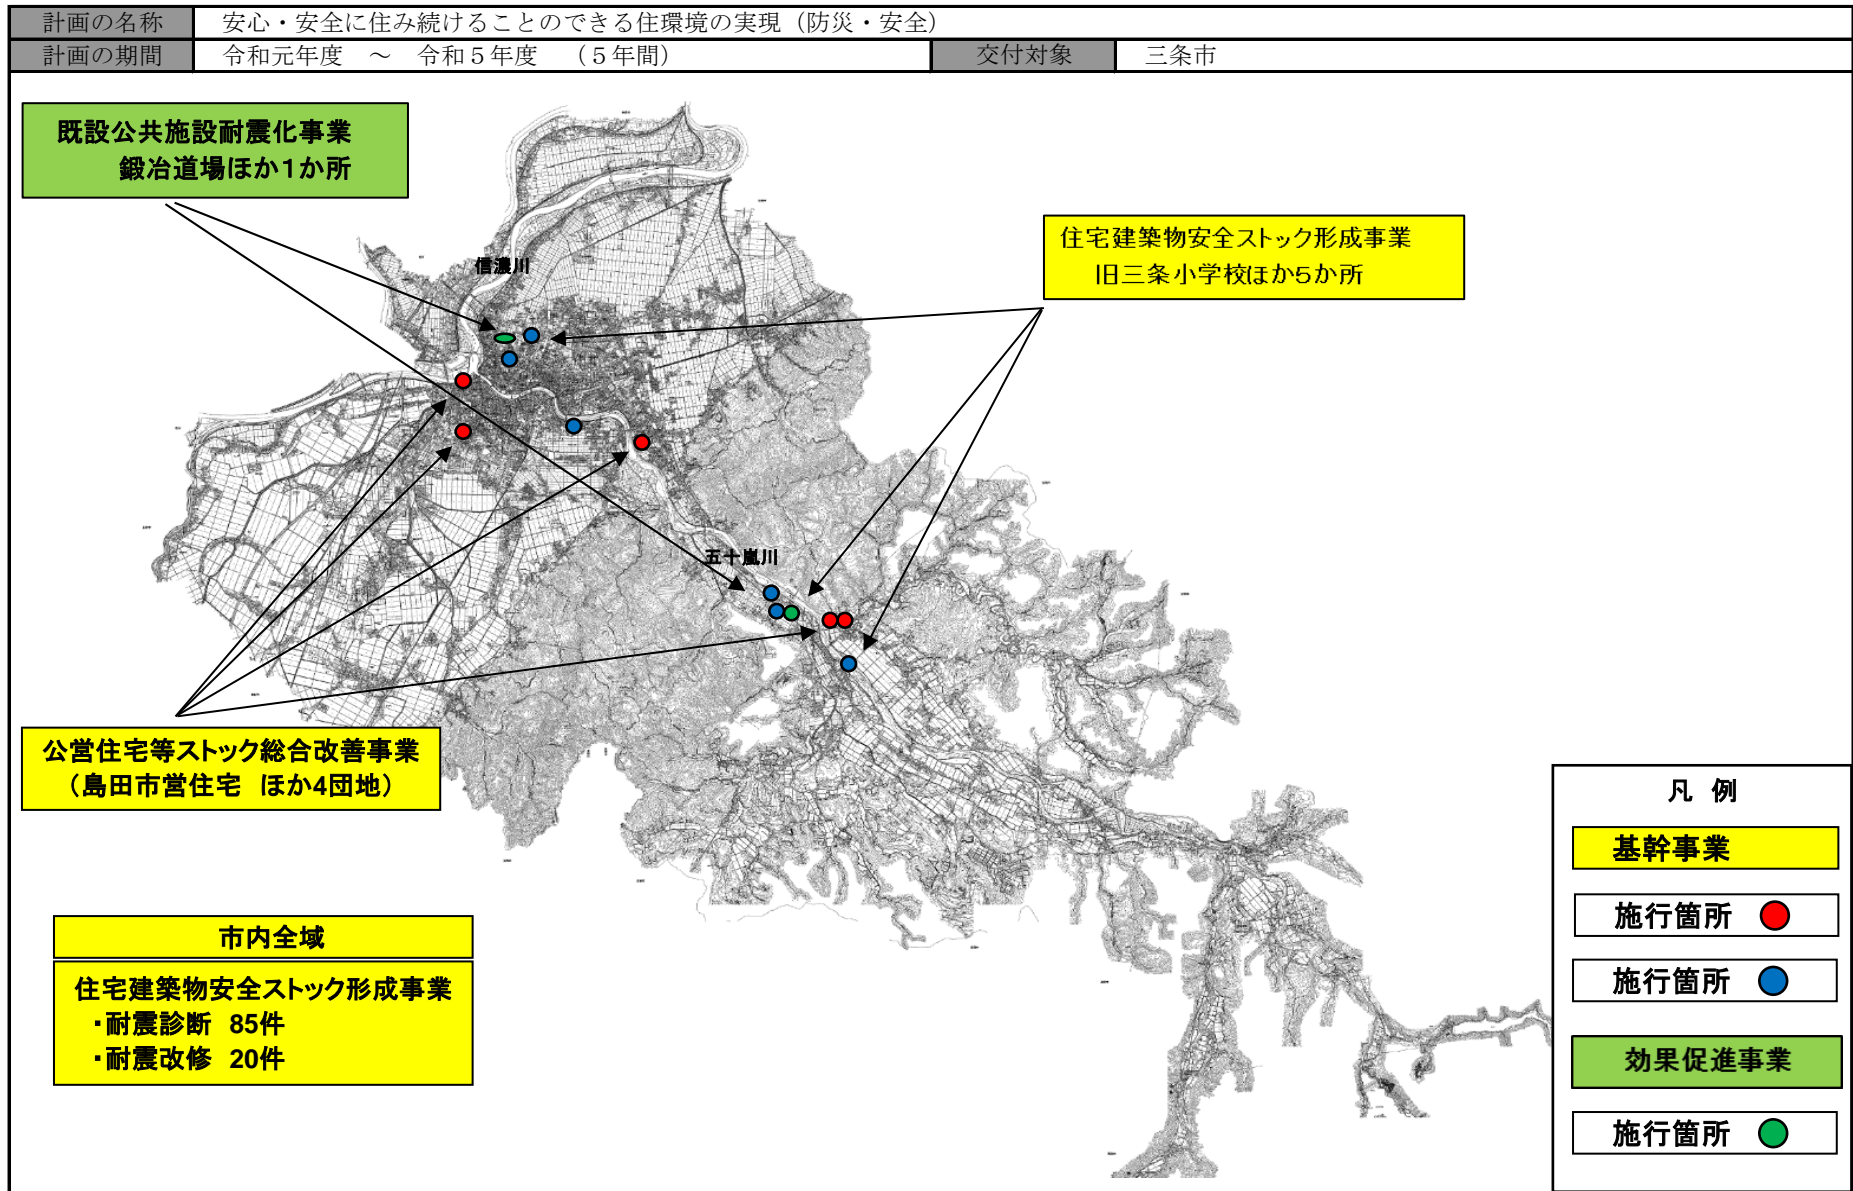 計画の名称 安心・安全に住み続けることのできる住環境の実現（防災・安全）
計画の期間 令和元年度 ～ 令和５年度 （５年間） 交付対象 三条市
既設公共施設耐震化事業
鍛冶道場ほか1か所
住宅建築物安全ストック形成事業
旧三条小学校ほか5か所
信濃川
五十嵐川
公営住宅等ストック総合改善事業
（島田市営住宅 ほか4団地）
市内全域
住宅建築物安全ストック形成事業
・耐震診断 85件
・耐震改修 20件
凡 例
基幹事業
施行箇所
施行箇所
効果促進事業
施行箇所